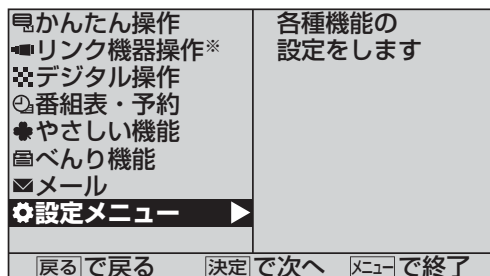 かんたん操作
リンク機器操作※
デジタル操作
番組表・予約
やさしい機能
べんり機能
メール
設定メニュー ▶
各種機能の
設定をします
戻るで戻る 決定で次へ メニューで終了